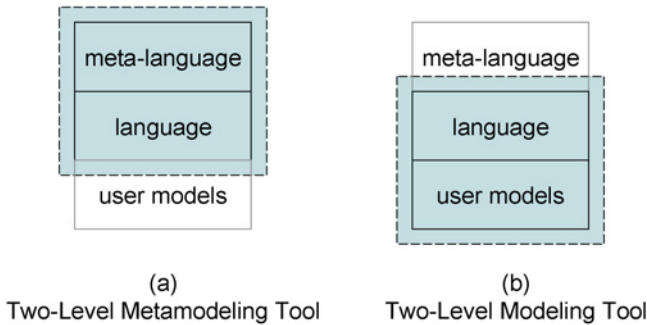 meta-language
language
user models
(a)
Two-Level Metamodeling Tool
meta-language
language
user models
(b)
Two-Level Modeling Tool